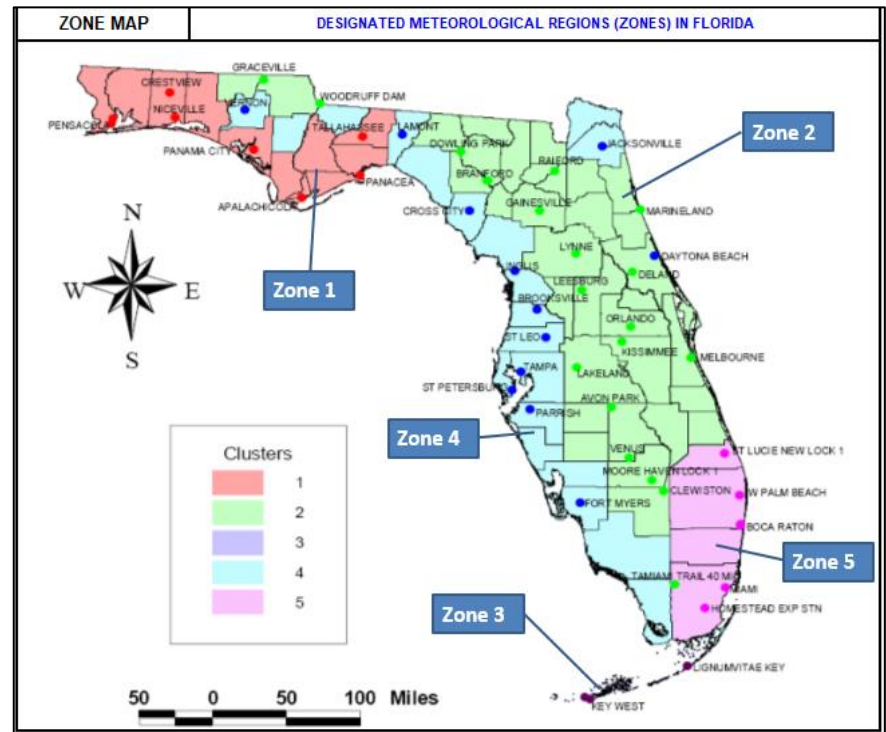 ZONE MAP
DESIGNATED METEOROLOGICAL REGIONS (ZONES) IN FLORIDA
GRACEVILLE
CRESTVIEW
WOODRUFF DAM
NICEVILLE
VERNON
PENSACOLA
TALLAHASSEE
LAMONT
JACKSONVILLE
Zone 2
PANAMA CITY
DOWLING PARK
RAIFORD
PANACEA
BRANFORD
APALACHICOLA
CROSS CITY
GAINESVILLE
MARINELAND
N
W
E
S
LYNNE
DAYTONA BEACH
INGLIS
DELAND
Zone 1
LEESBURG
BROOKSVILLE
ORLANDO
ST LEO
KISSIMMEE
MELBOURNE
TAMPA
LAKELAND
ST PETERSBURG
AVON PARK
PARRISH
Zone 4
VENUS
ST LUCIE NEW LOCK 1
MOORE HAVEN LOCK 1
CLEWISTON
W PALM BEACH
FORT MYERS
BOCA RATON
Clusters
1
2
3
4
5
Zone 5
TAMIAMI TRAIL 40 MI
MIAMI
HOMESTEAD EXP STN
Zone 3
LIGNUMVITAE KEY
KEY WEST
50 0 50 100 Miles